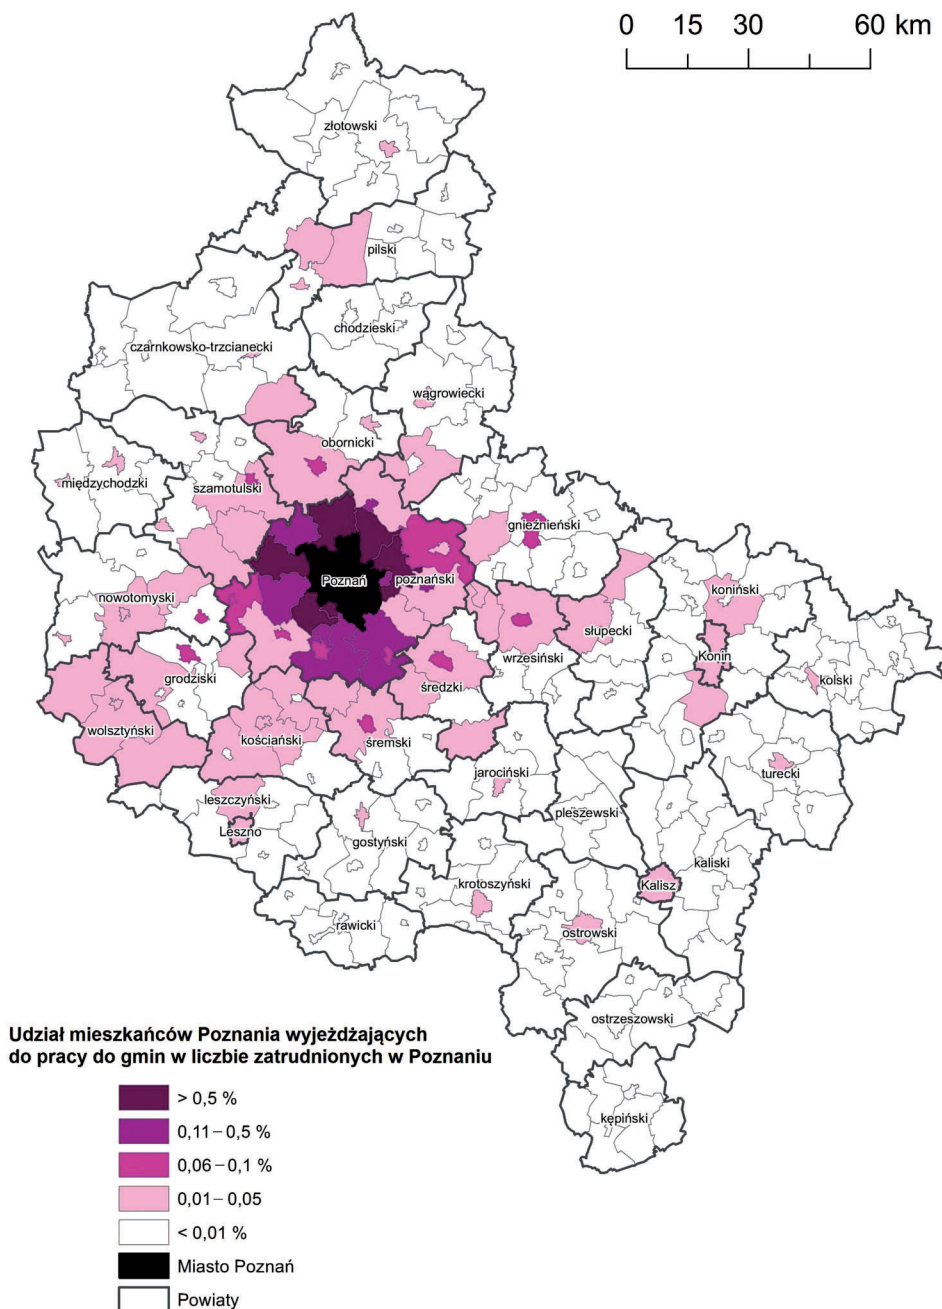 0 15 30 60 km
złotowski
pilski
chodzieski
czarnkowsko-trzcianecki
wągrowiecki
obornicki
międzychodzki
szamotulski
gnieźnieński
Poznań
poznański
nowotomyski
koniński
słupecki
Konin
wrzesiński
grodziski
średzki
kolski
wolsztyński
kościański
śremski
jarociński
turecki
leszczyński
pleszewski
Leszno
gostyński
kaliski
krotoszyński
Kalisz
rawicki
ostrowski
ostrzeszowski
kępiński
Udział mieszkańców Poznania wyjeżdżających
do pracy do gmin w liczbie zatrudnionych w Poznaniu
> 0,5 %
0,11–0,5 %
0,06–0,1 %
0,01–0,05
< 0,01 %
Miasto Poznań
Powiaty